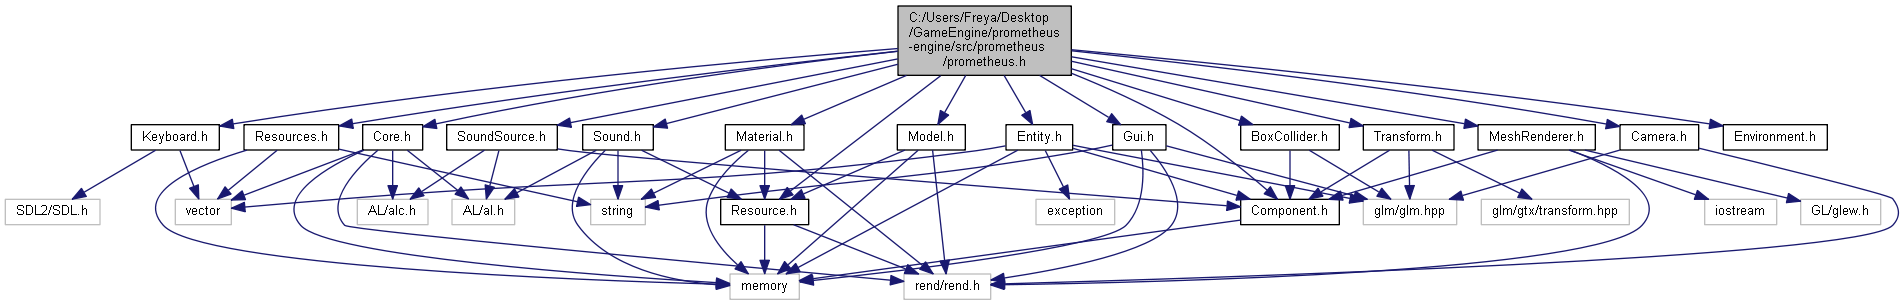 C:/Users/Freya/Desktop
/GameEngine/prometheus
-engine/src/prometheus
/prometheus.h
Keyboard.h
Resources.h
Core.h
SoundSource.h
Sound.h
Material.h
Model.h
Entity.h
Gui.h
BoxCollider.h
Transform.h
MeshRenderer.h
Camera.h
Environment.h
SDL2/SDL.h
vector
AL/alc.h
AL/al.h
string
Resource.h
exception
Component.h
glm/glm.hpp
glm/gtx/transform.hpp
iostream
GL/glew.h
memory
rend/rend.h